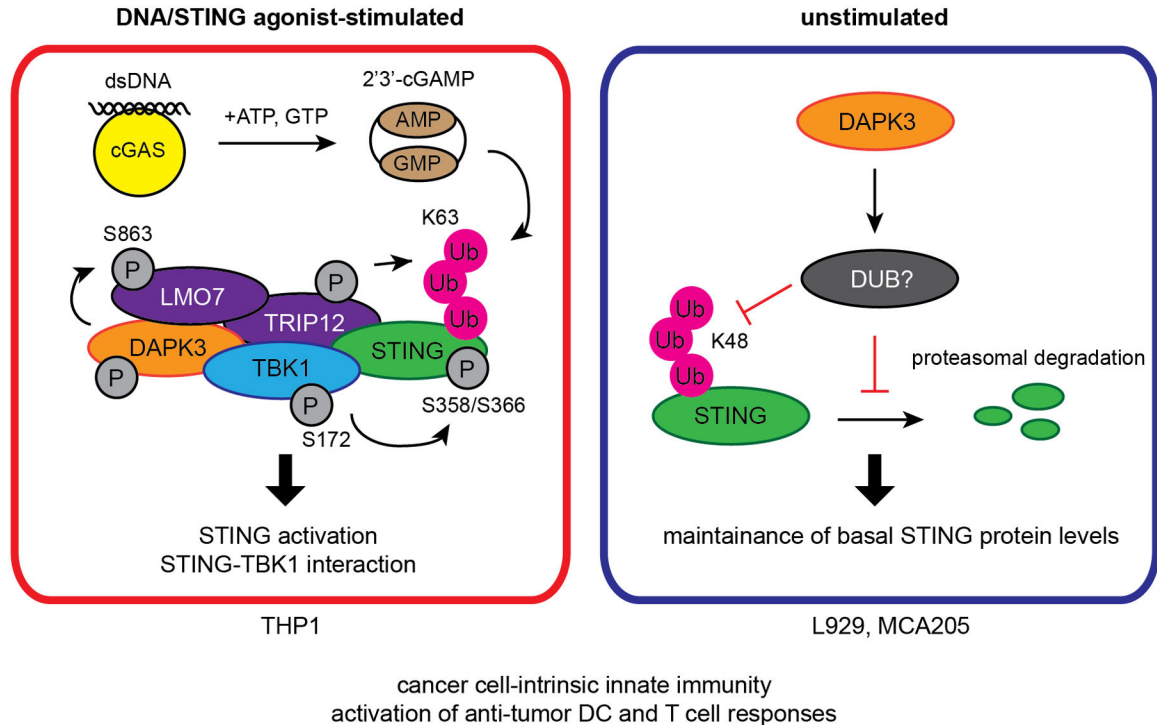 DNA/STING agonist-stimulated
dsDNA
cGAS
+ATP, GTP
2'3'-cGAMP
AMP
GMP
K63
Ub
Ub
Ub
S863
P
LMO7
P
TRIP12
DAPK3
P
TBK1
STING
P
P
S172
S358/S366
STING activation
STING-TBK1 interaction
THP1
unstimulated
DAPK3
DUB?
Ub
Ub
Ub
K48
STING
proteasomal degradation
maintainance of basal STING protein levels
L929, MCA205
cancer cell-intrinsic innate immunity
activation of anti-tumor DC and T cell responses